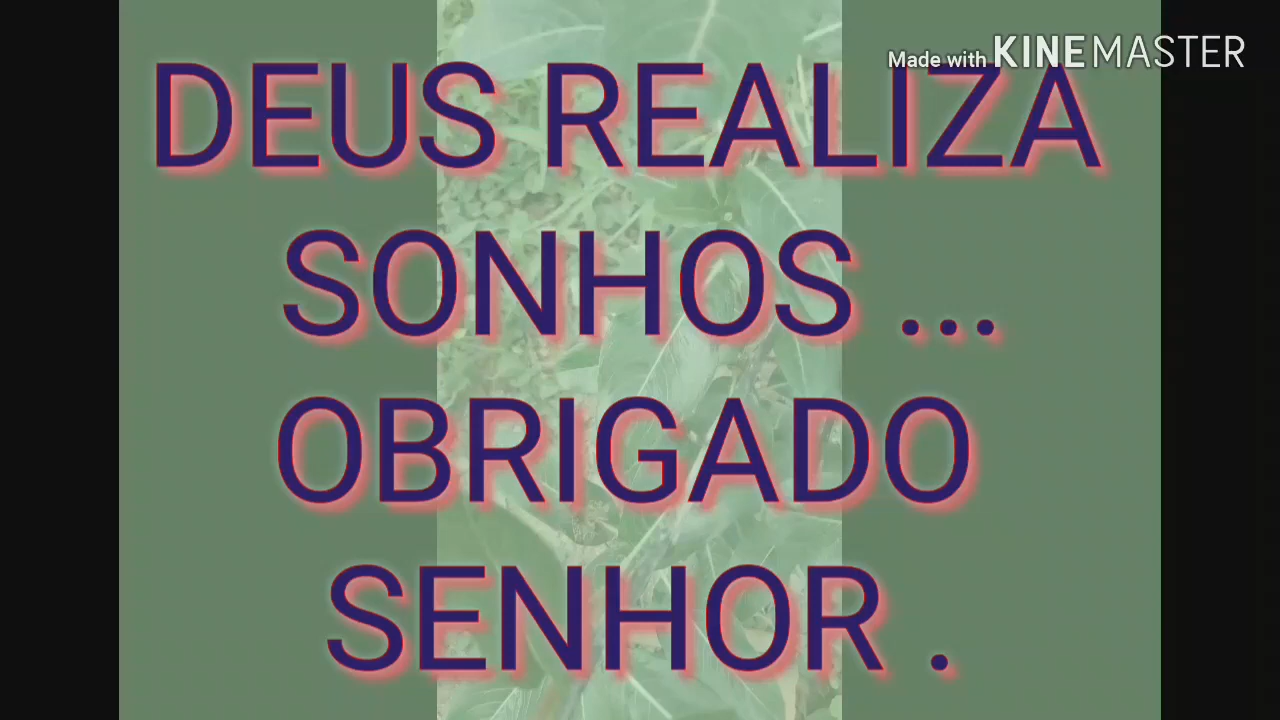 Made with KINEMASTER
DEUS REALIZA
SONHOS ...
OBRIGADO
SENHOR .